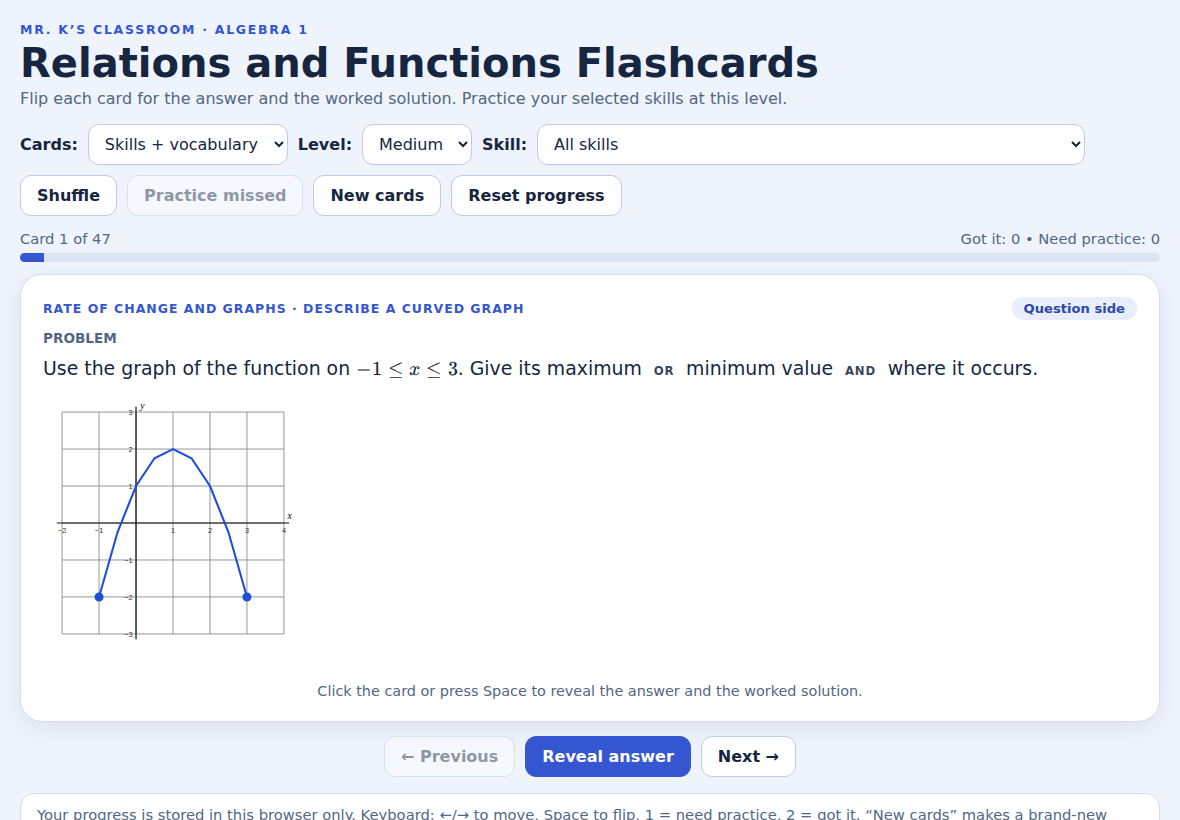 MR. K’S CLASSROOM · ALGEBRA 1
Relations and Functions Flashcards
Flip each card for the answer and the worked solution. Practice your selected skills at this level.
Cards: Skills + vocabulary Level: Medium Skill: All skills
Shuffle Practice missed New cards Reset progress
Card 1 of 47 Got it: 0 • Need practice: 0
RATE OF CHANGE AND GRAPHS · DESCRIBE A CURVED GRAPH Question side
PROBLEM
Use the graph of the function on −1 ≤ x ≤ 3. Give its maximum OR minimum value AND where it occurs.
y
3
2
1
x
−2 −1 1 2 3 4
−1
−2
−3
Click the card or press Space to reveal the answer and the worked solution.
← Previous Reveal answer Next →
Your progress is stored in this browser only. Keyboard: ←/→ to move, Space to flip, 1 = need practice, 2 = got it. “New cards” makes a brand-new